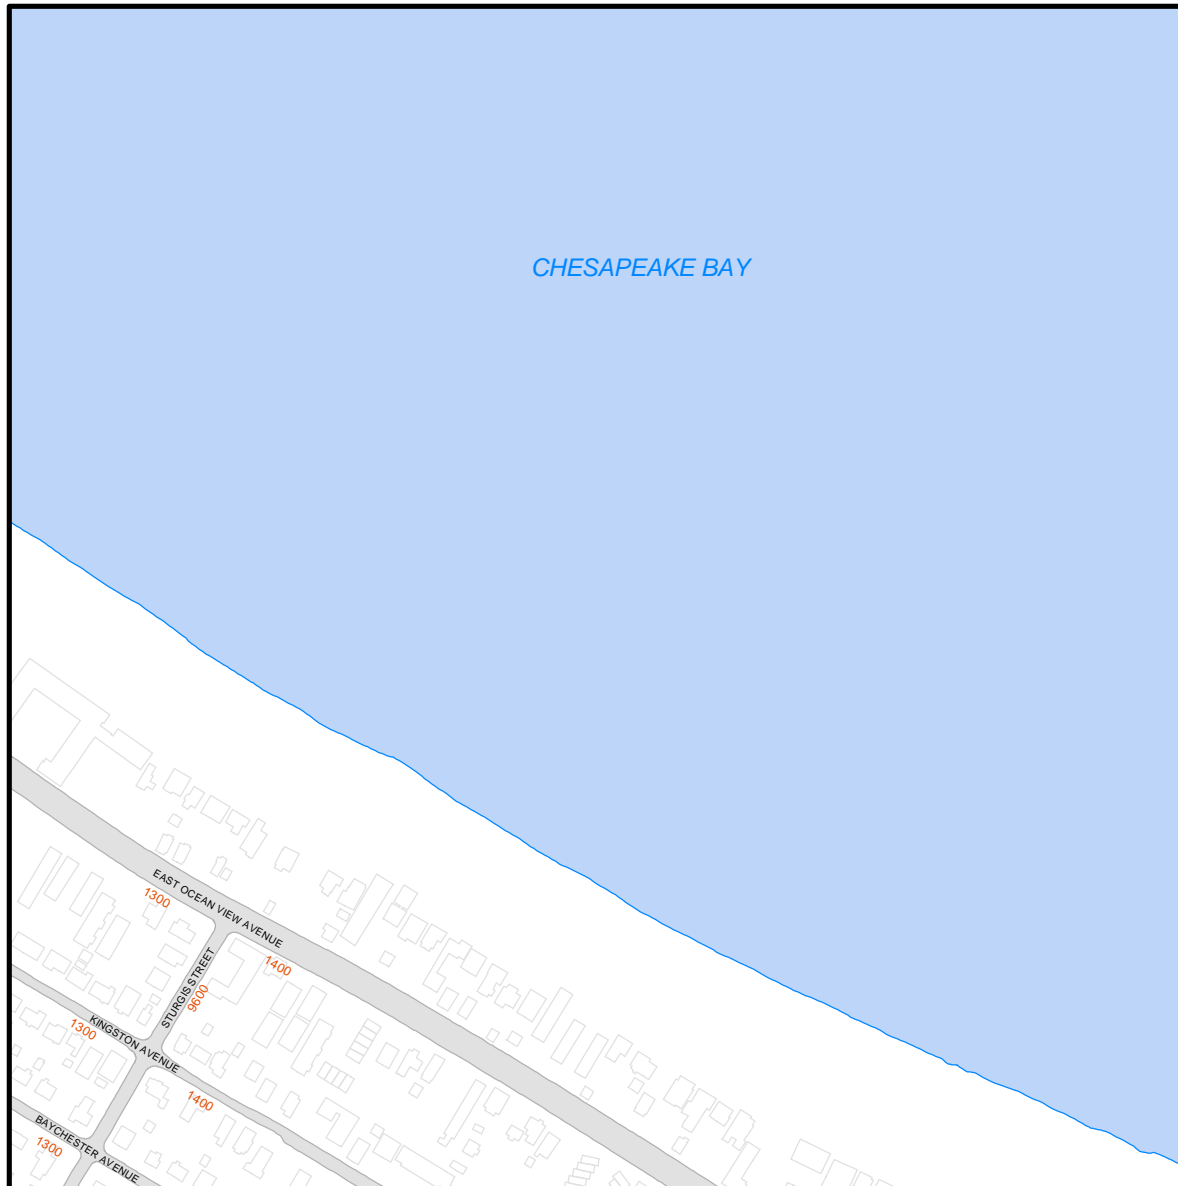 CHESAPEAKE BAY
EAST OCEAN VIEW AVENUE
1300
1400
STURGIS STREET
9600
KINGSTON AVENUE
1300
1400
BAYCHESTER AVENUE
1300